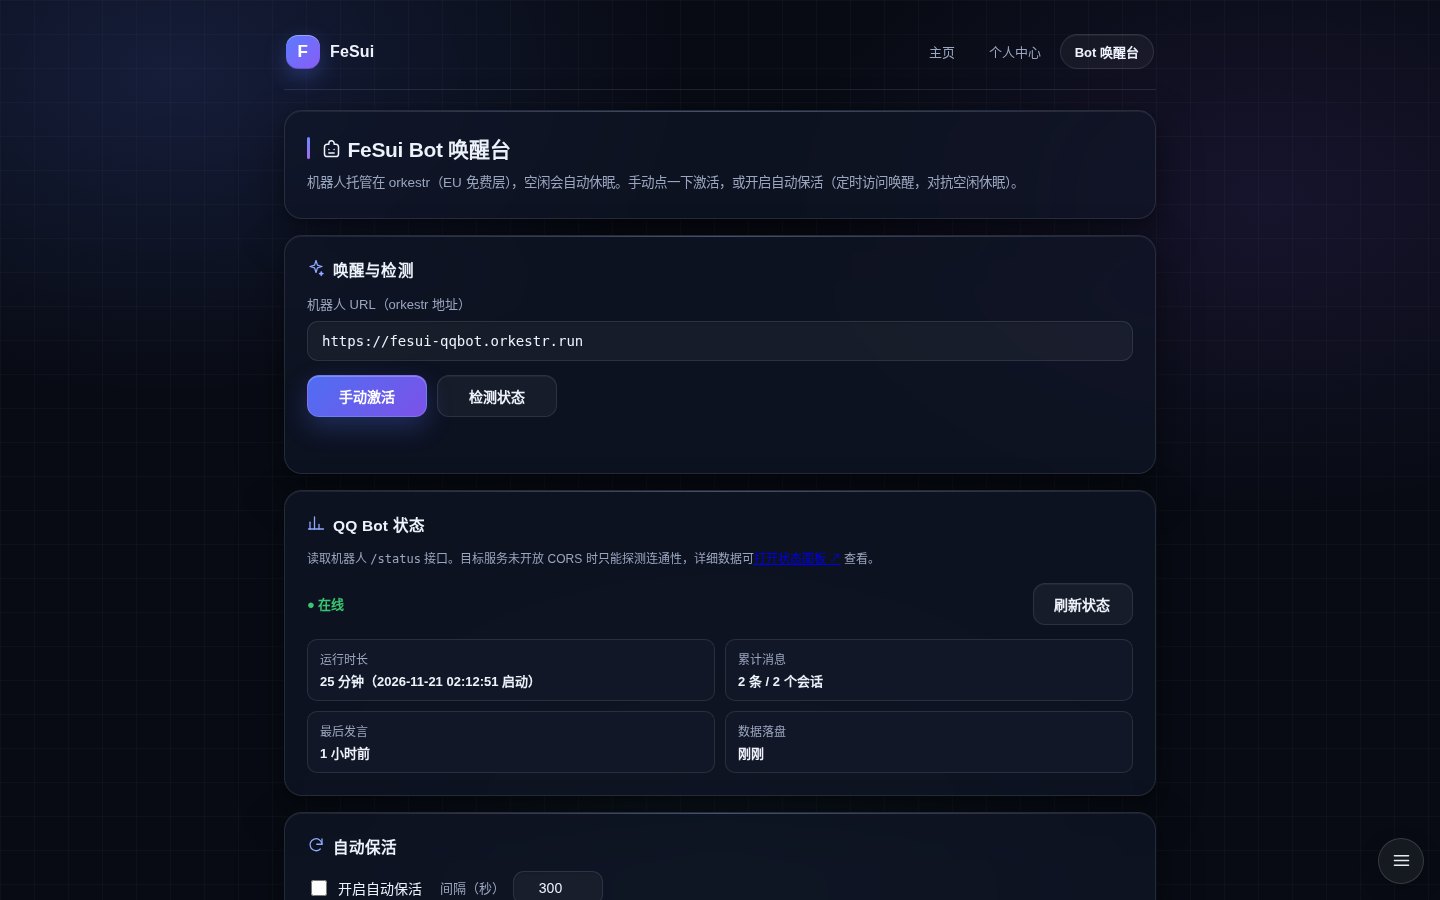 F FeSui
主页 个人中心 Bot 唤醒台
FeSui Bot 唤醒台
机器人托管在 orkestr（EU 免费层），空闲会自动休眠。手动点一下激活，或开启自动保活（定时访问唤醒，对抗空闲休眠）。
唤醒与检测
机器人 URL（orkestr 地址）
https://fesui-qqbot.orkestr.run
手动激活 检测状态
QQ Bot 状态
读取机器人 /status 接口。目标服务未开放 CORS 时只能探测连通性，详细数据可打开状态面板 ↗ 查看。
● 在线
刷新状态
运行时长
25 分钟（2026-11-21 02:12:51 启动）
累计消息
2 条 / 2 个会话
最后发言
1 小时前
数据落盘
刚刚
自动保活
开启自动保活 间隔（秒） 300